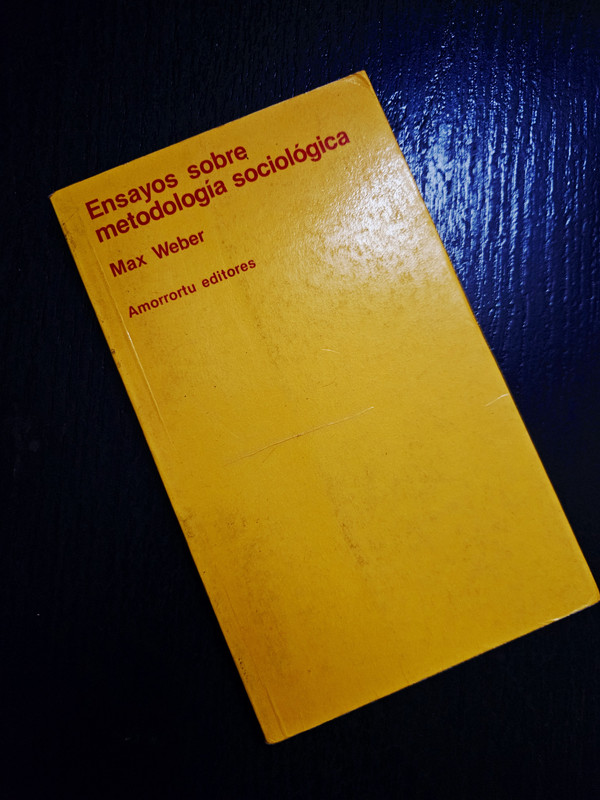 Ensayos sobre
metodología sociológica
Max Weber
Amorrortu editores